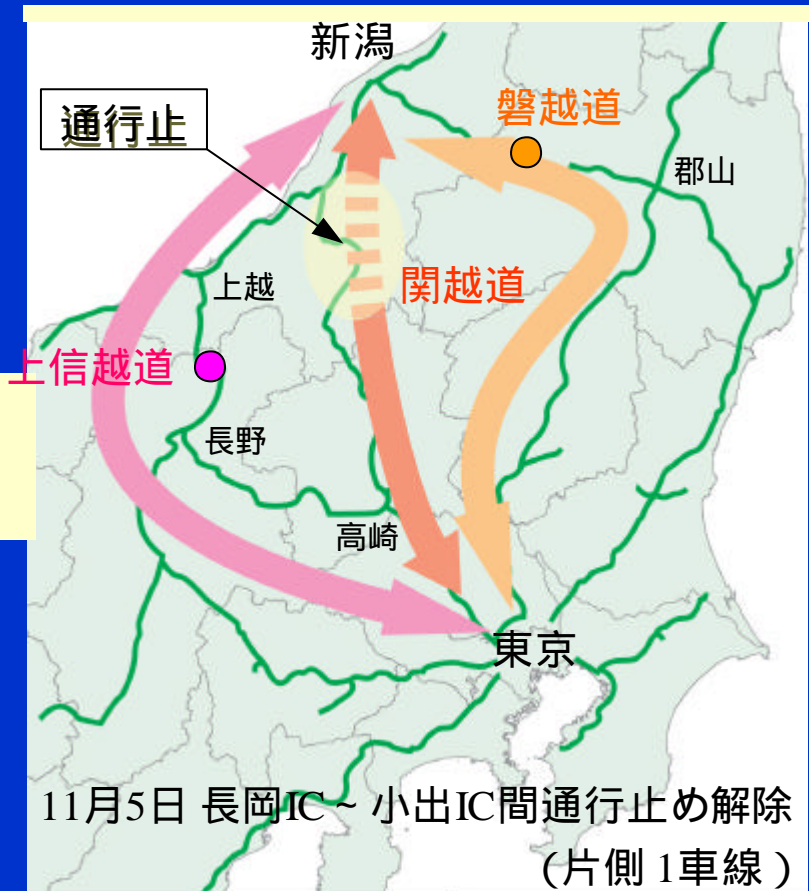 新潟
通行止
磐越道
郡山
上越
関越道
上信越道
長野
高崎
東京
11月5日 長岡IC~小出IC間通行止め解除
(片側 1車線)